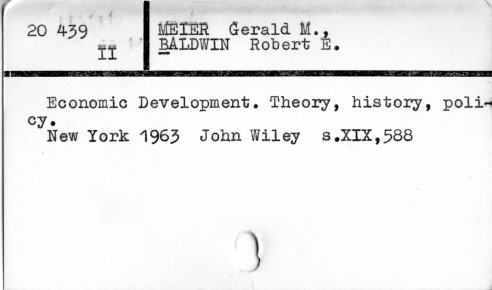 20 439
II
MEIER Gerald M.,
BALDWIN Robert E.
Economic Development. Theory, history, poli-
cy.
New York 1963 John Wiley s.XIX,588